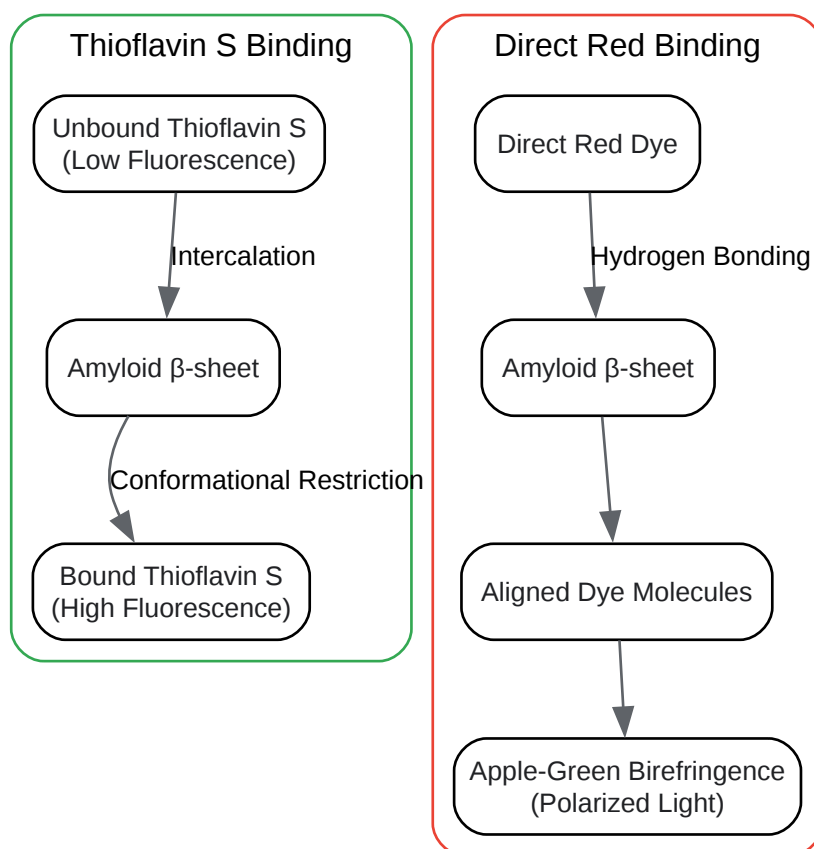 Thioflavin S Binding
Unbound Thioflavin S
(Low Fluorescence)
Intercalation
Amyloid β-sheet
Conformational Restriction
Bound Thioflavin S
(High Fluorescence)
Direct Red Binding
Direct Red Dye
Hydrogen Bonding
Amyloid β-sheet
Aligned Dye Molecules
Apple-Green Birefringence
(Polarized Light)